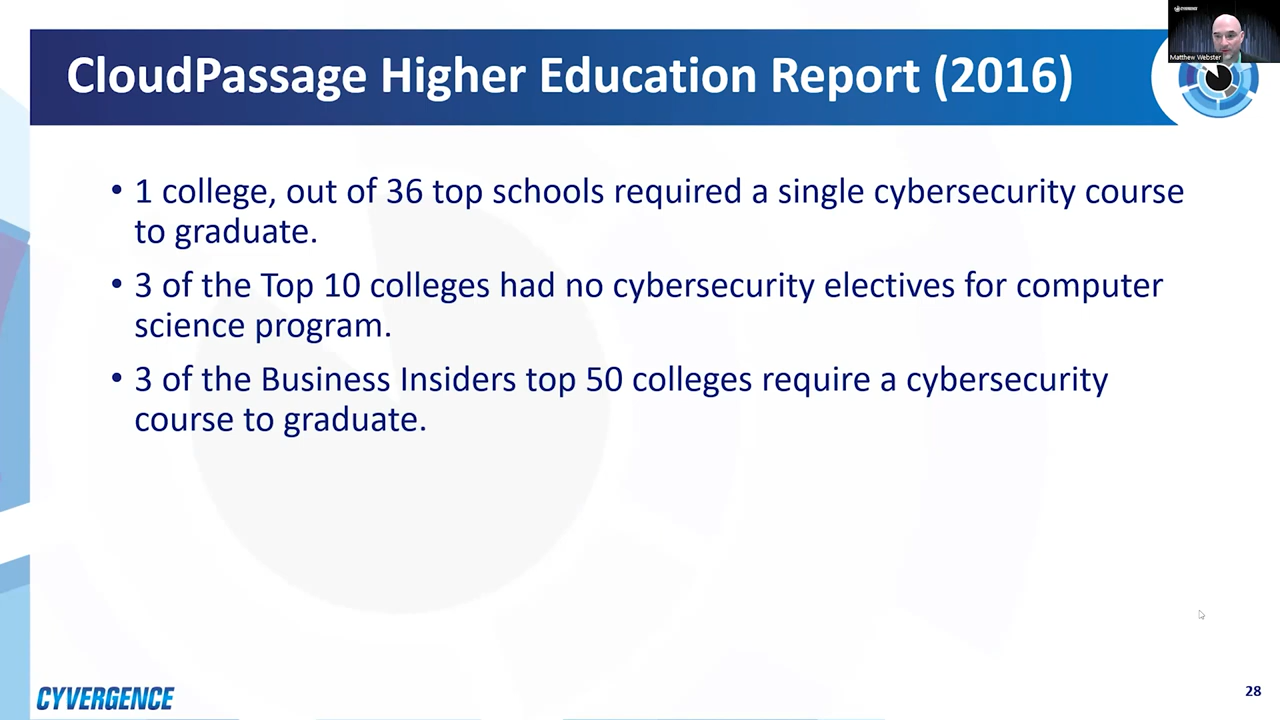 CloudPassage Higher Education Report (2016)
CYVERGENCE
Matthew Webster
• 1 college, out of 36 top schools required a single cybersecurity course
to graduate.
• 3 of the Top 10 colleges had no cybersecurity electives for computer
science program.
• 3 of the Business Insiders top 50 colleges require a cybersecurity
course to graduate.
CYVERGENCE
28